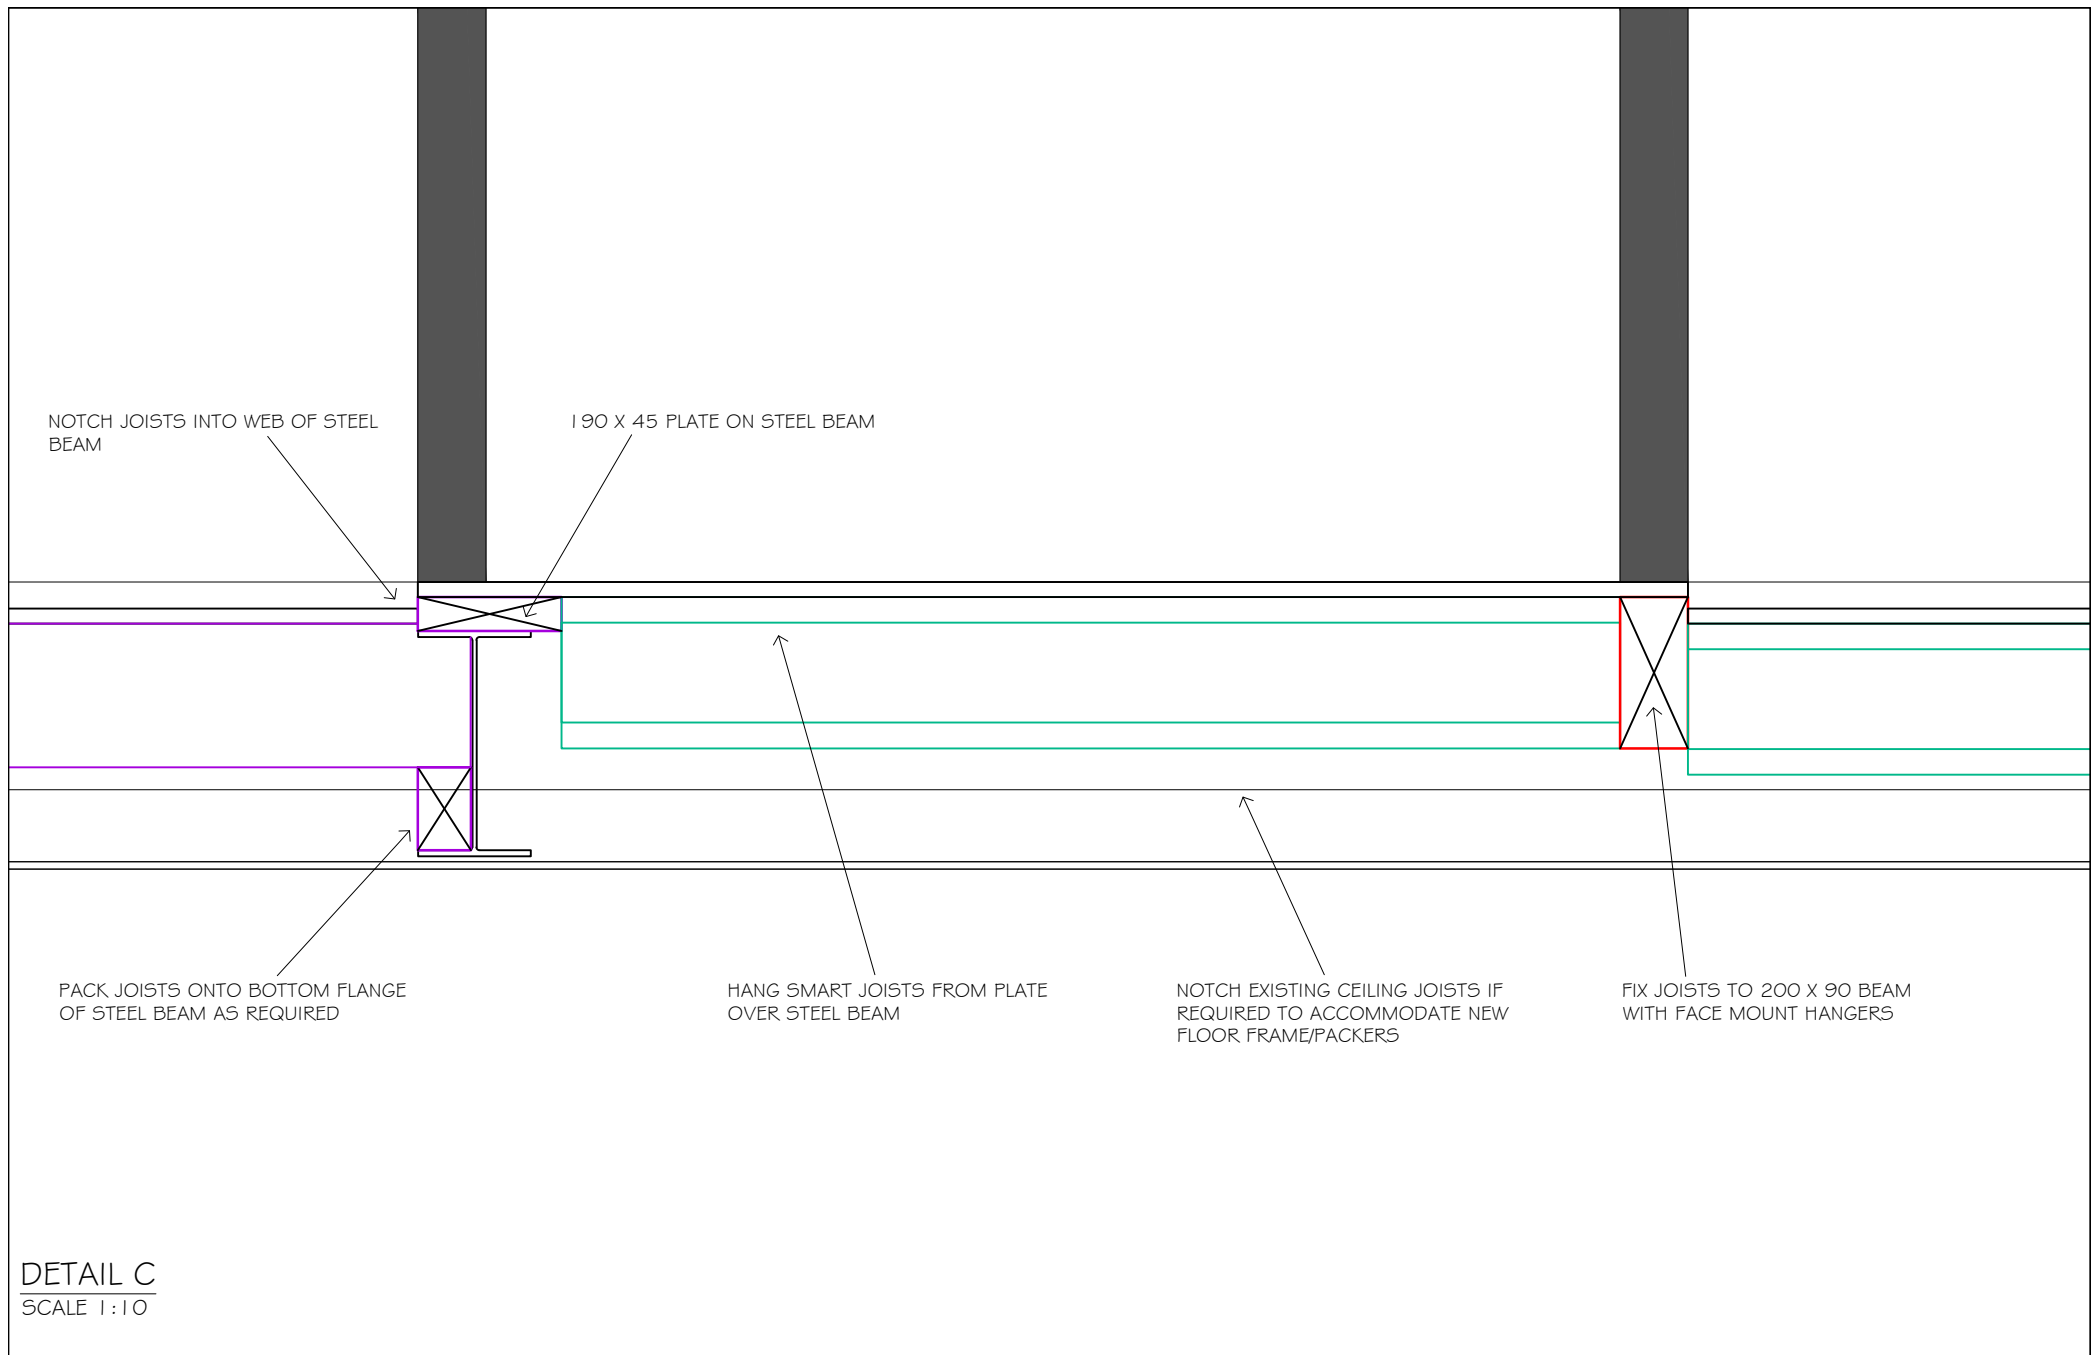 NOTCH JOISTS INTO WEB OF STEEL
BEAM
190 X 45 PLATE ON STEEL BEAM
PACK JOISTS ONTO BOTTOM FLANGE
OF STEEL BEAM AS REQUIRED
HANG SMART JOISTS FROM PLATE
OVER STEEL BEAM
NOTCH EXISTING CEILING JOISTS IF
REQUIRED TO ACCOMMODATE NEW
FLOOR FRAME/PACKERS
FIX JOISTS TO 200 X 90 BEAM
WITH FACE MOUNT HANGERS
DETAIL C
SCALE 1:10